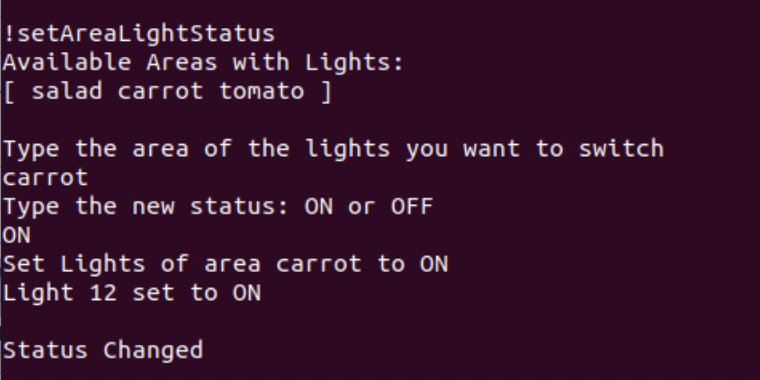 !setAreaLightStatus
Available Areas with Lights:
[ salad carrot tomato ]
Type the area of the lights you want to switch
carrot
Type the new status: ON or OFF
ON
Set Lights of area carrot to ON
Light 12 set to ON
Status Changed